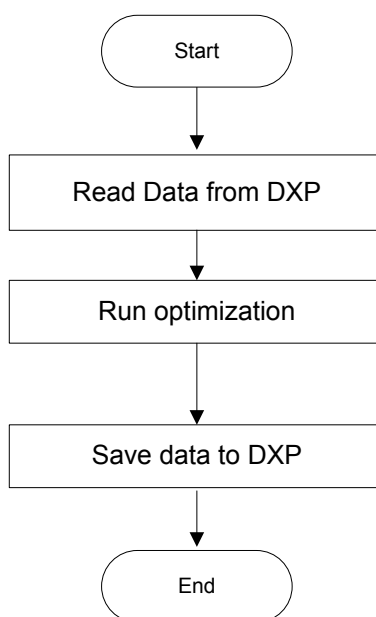 Start
Read Data from DXP
Run optimization
Save data to DXP
End